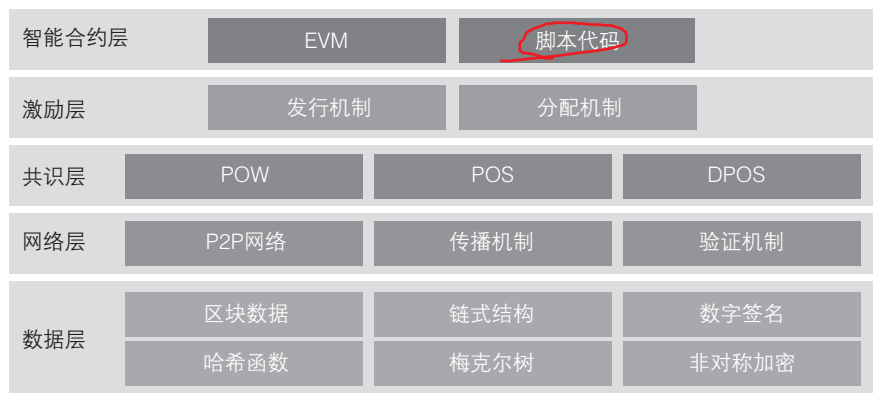 智能合约层 EVM 脚本代码
激励层 发行机制 分配机制
共识层 POW POS DPOS
网络层 P2P网络 传播机制 验证机制
数据层
区块数据 链式结构 数字签名
哈希函数 梅克尔树 非对称加密